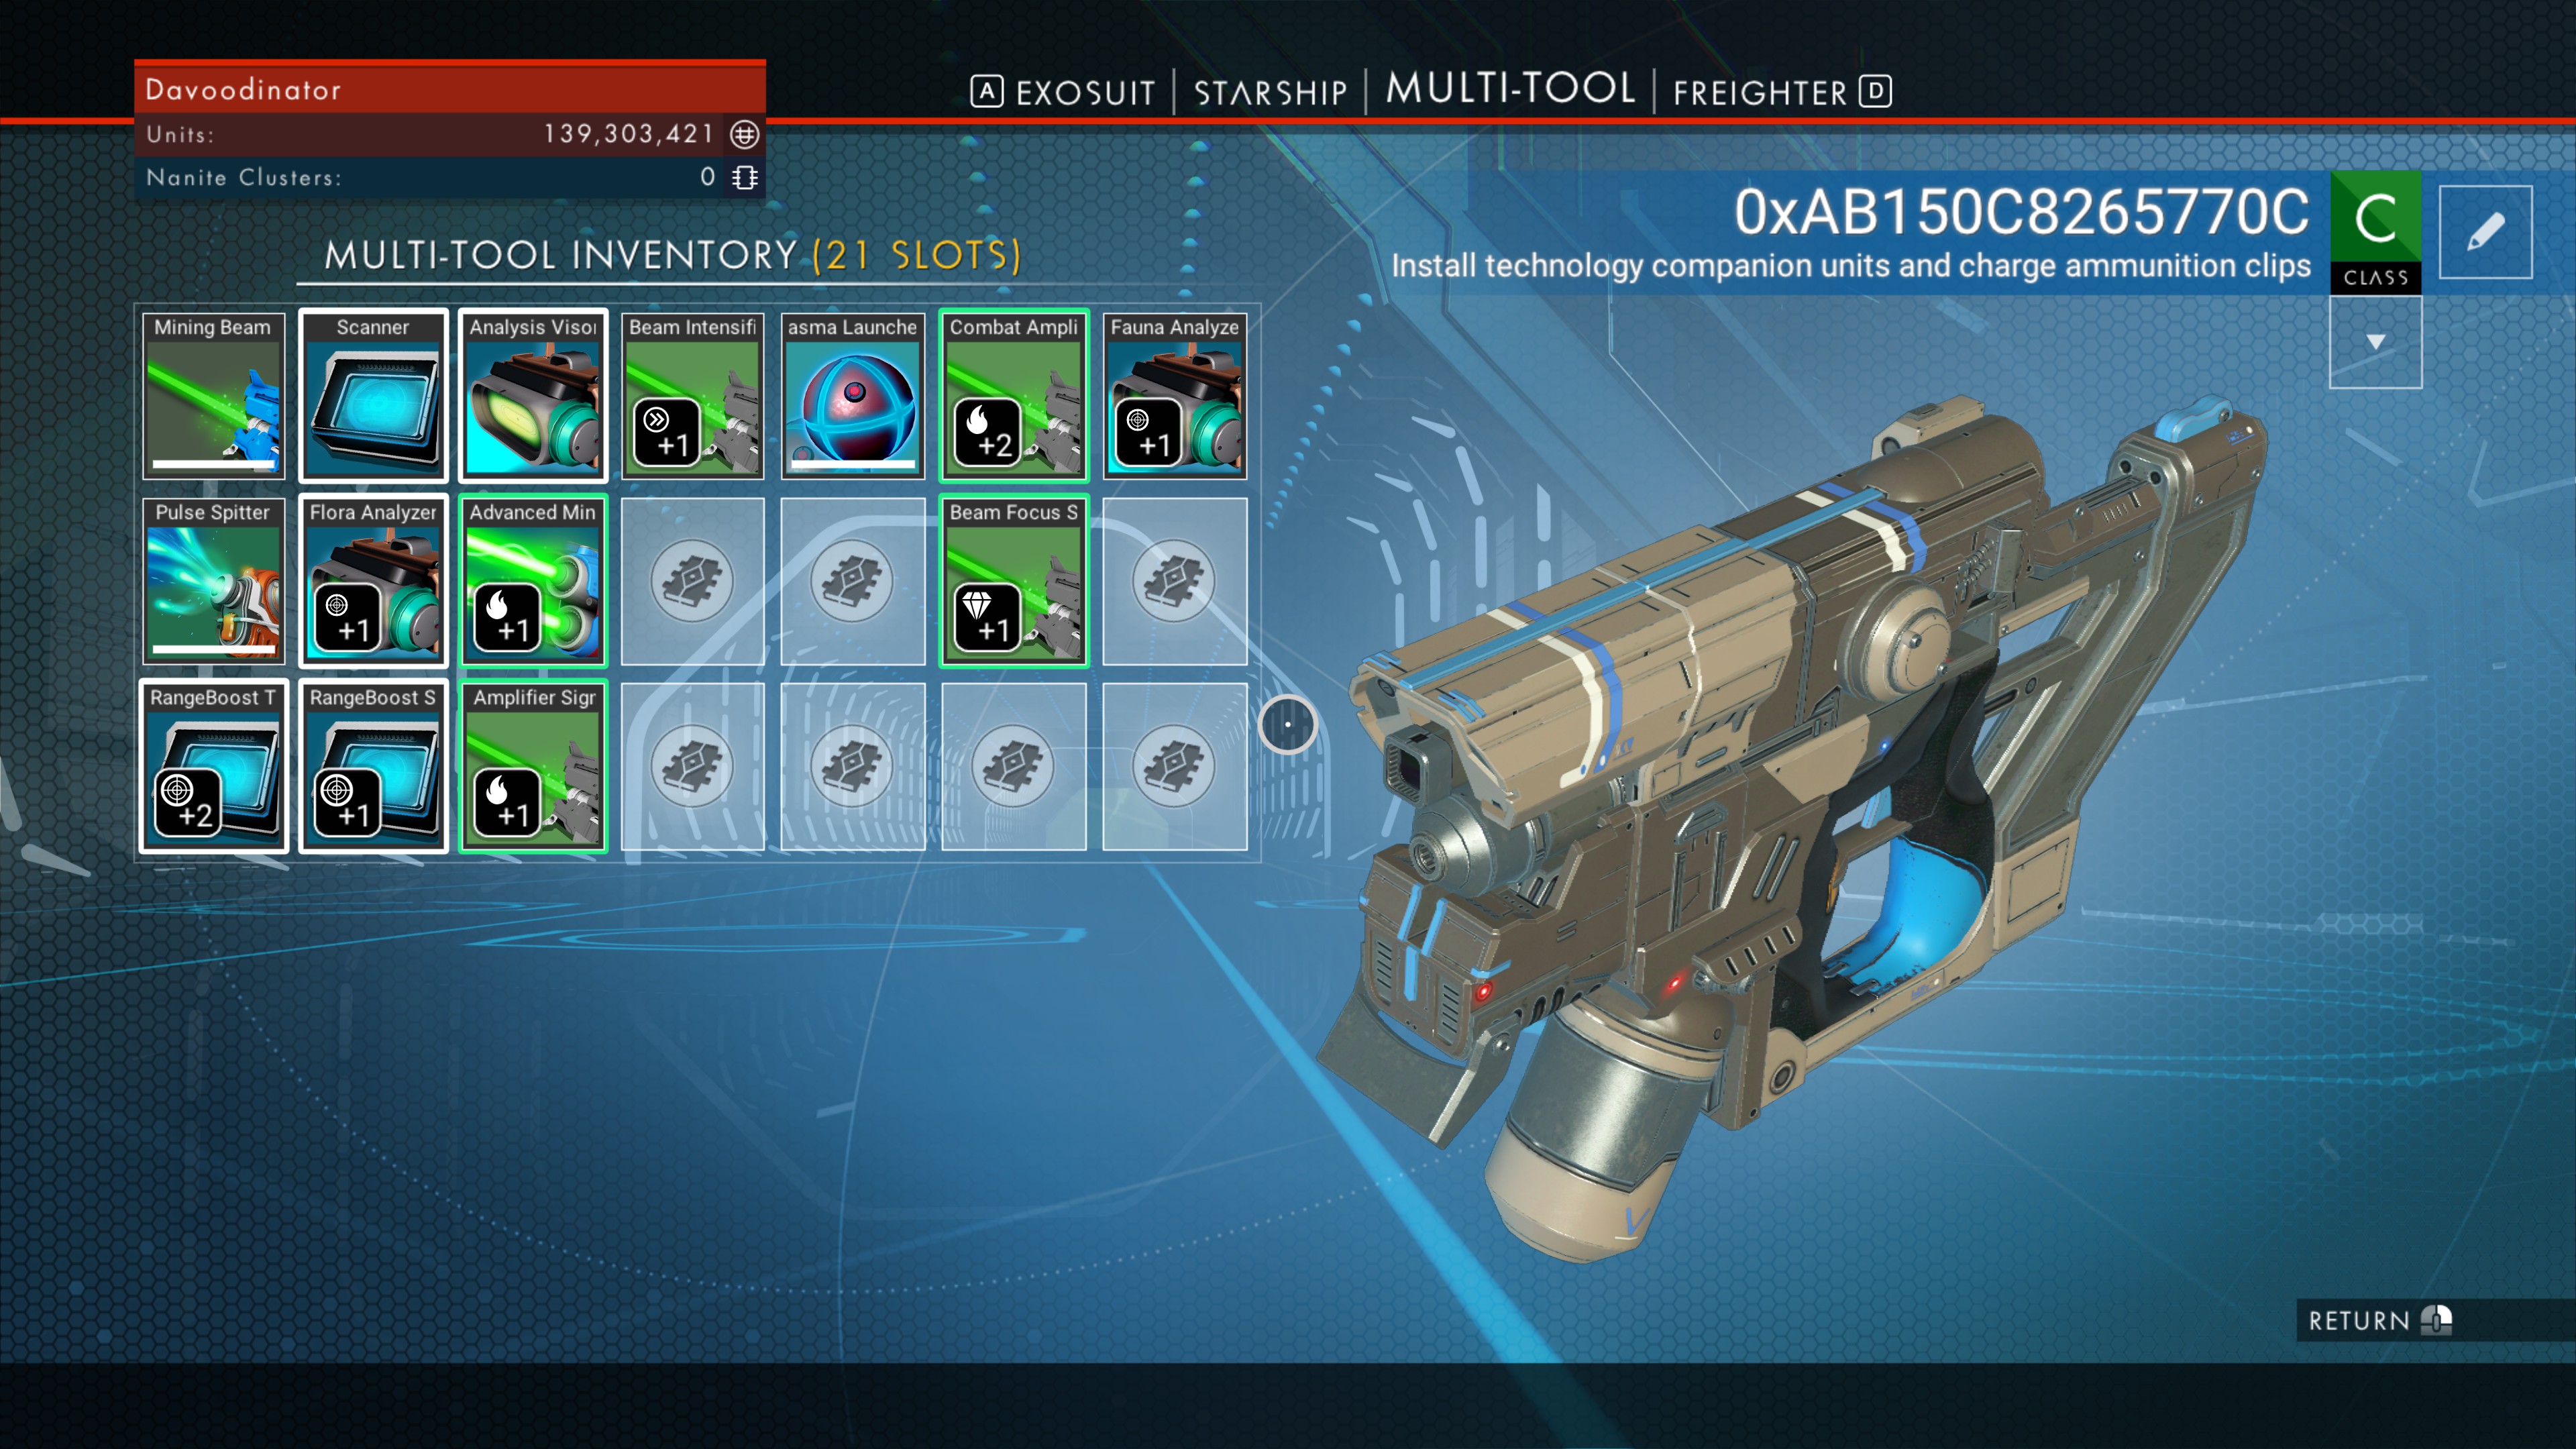 Davoodinator
Units: 139,303,421
Nanite Clusters: 0
A EXOSUIT | STARSHIP | MULTI-TOOL | FREIGHTER D
0xAB150C8265770C
Install technology companion units and charge ammunition clips
C
CLASS
MULTI-TOOL INVENTORY (21 SLOTS)
Mining Beam
Scanner
Analysis Visor
Beam Intensifi
+1
asma Launche
Combat Ampli
+2
Fauna Analyze
+1
Pulse Spitter
Flora Analyzer
+1
Advanced Min
+1
Beam Focus S
+1
RangeBoost T
+2
RangeBoost S
+1
Amplifier Sigr
+1
RETURN